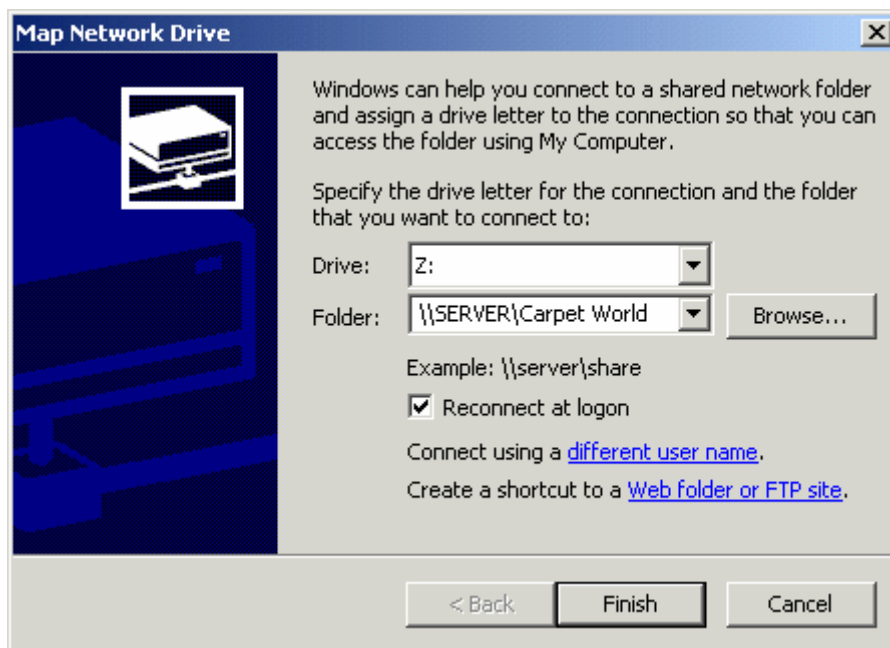 Map Network Drive
Windows can help you connect to a shared network folder
and assign a drive letter to the connection so that you can
access the folder using My Computer.
Specify the drive letter for the connection and the folder
that you want to connect to:
Drive: Z:
Folder: \\SERVER\Carpet World Browse...
Example: \\server\share
Reconnect at logon
Connect using a different user name.
Create a shortcut to a Web folder or FTP site.
< Back Finish Cancel